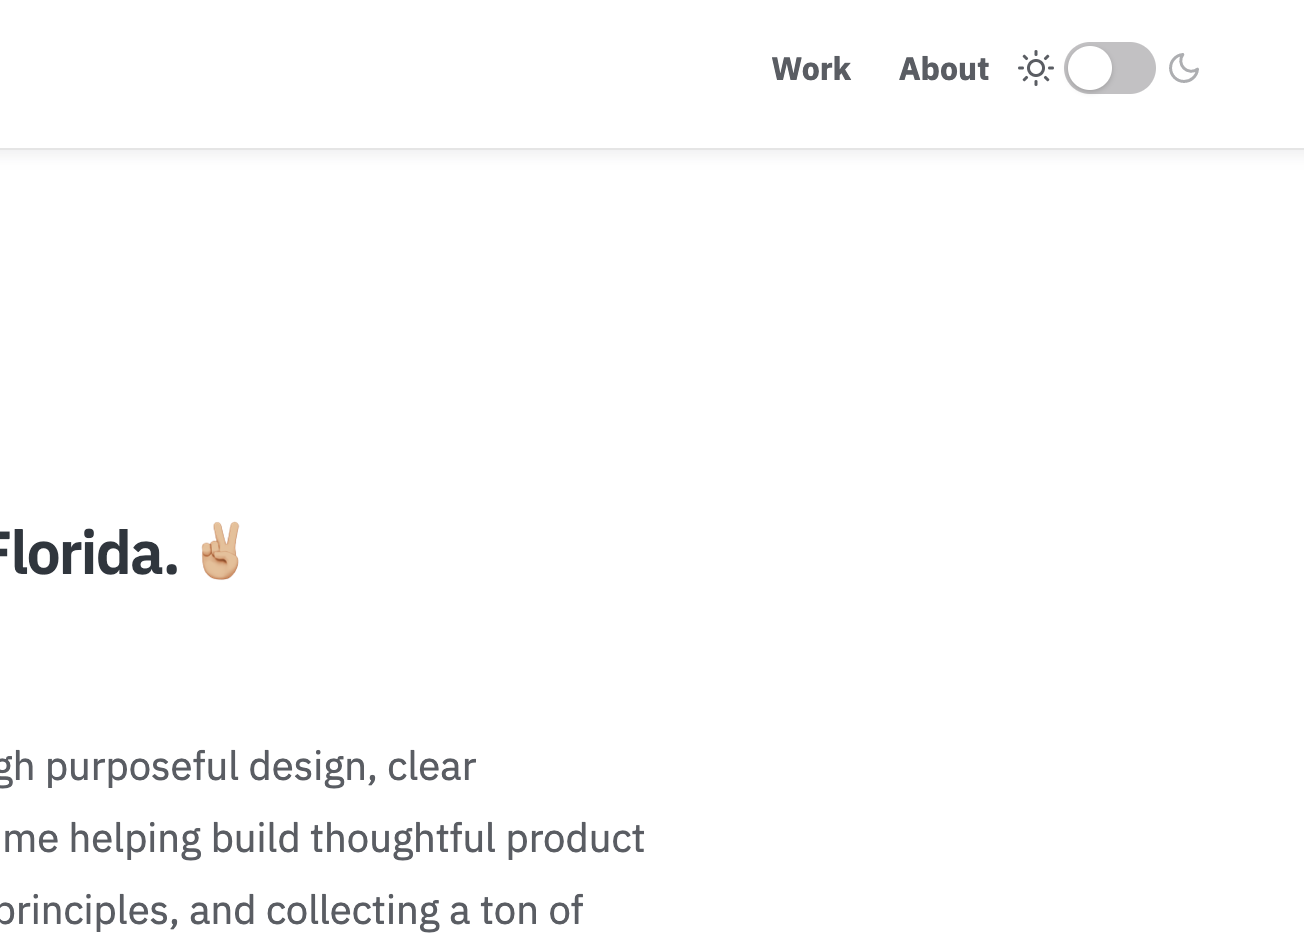 Work About
Florida. ✌🏼
gh purposeful design, clear
me helping build thoughtful product
principles, and collecting a ton of